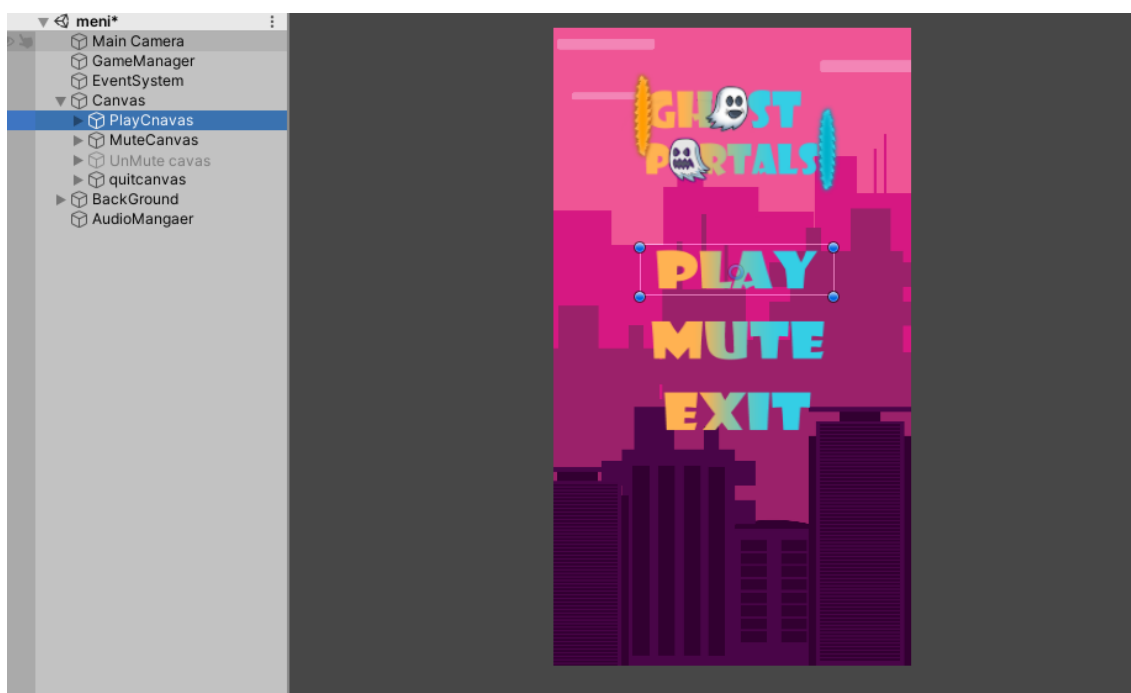 meni*
Main Camera
GameManager
EventSystem
Canvas
PlayCnavas
MuteCanvas
UnMute cavas
quitcanvas
BackGround
AudioMangaer
GHOST
PORTALS
PLAY
MUTE
EXIT